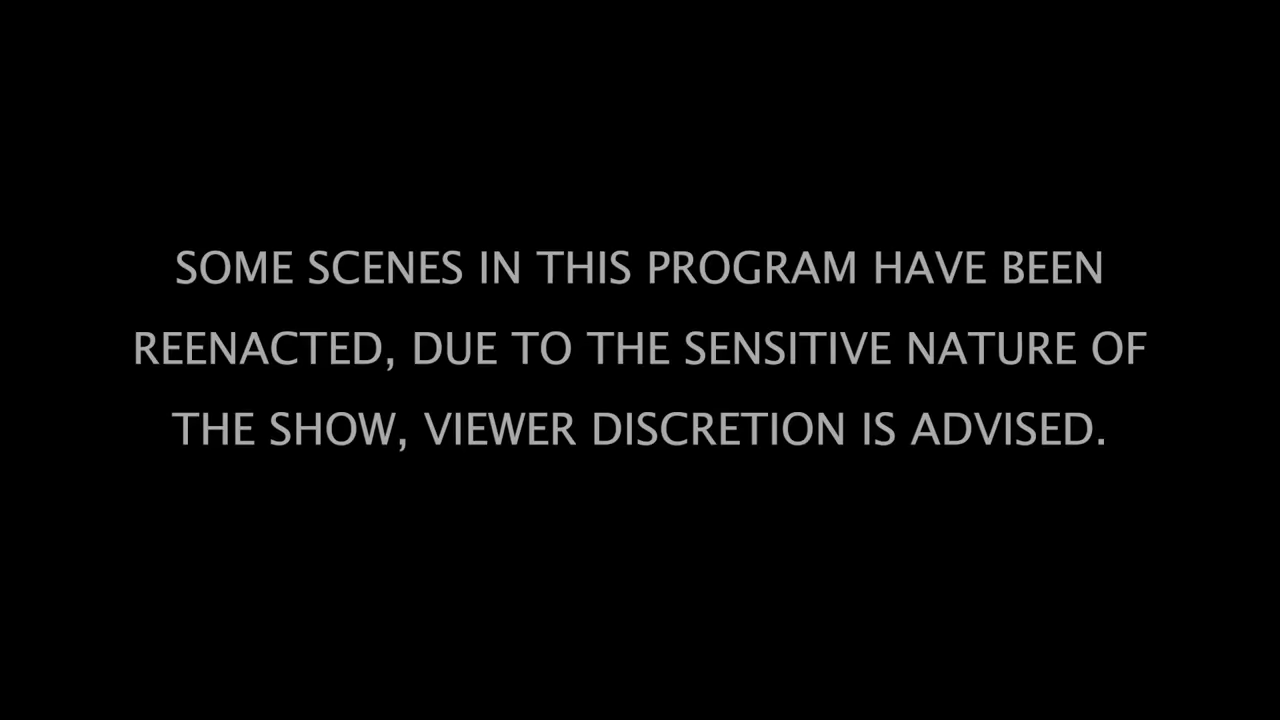 SOME SCENES IN THIS PROGRAM HAVE BEEN
REENACTED, DUE TO THE SENSITIVE NATURE OF
THE SHOW, VIEWER DISCRETION IS ADVISED.